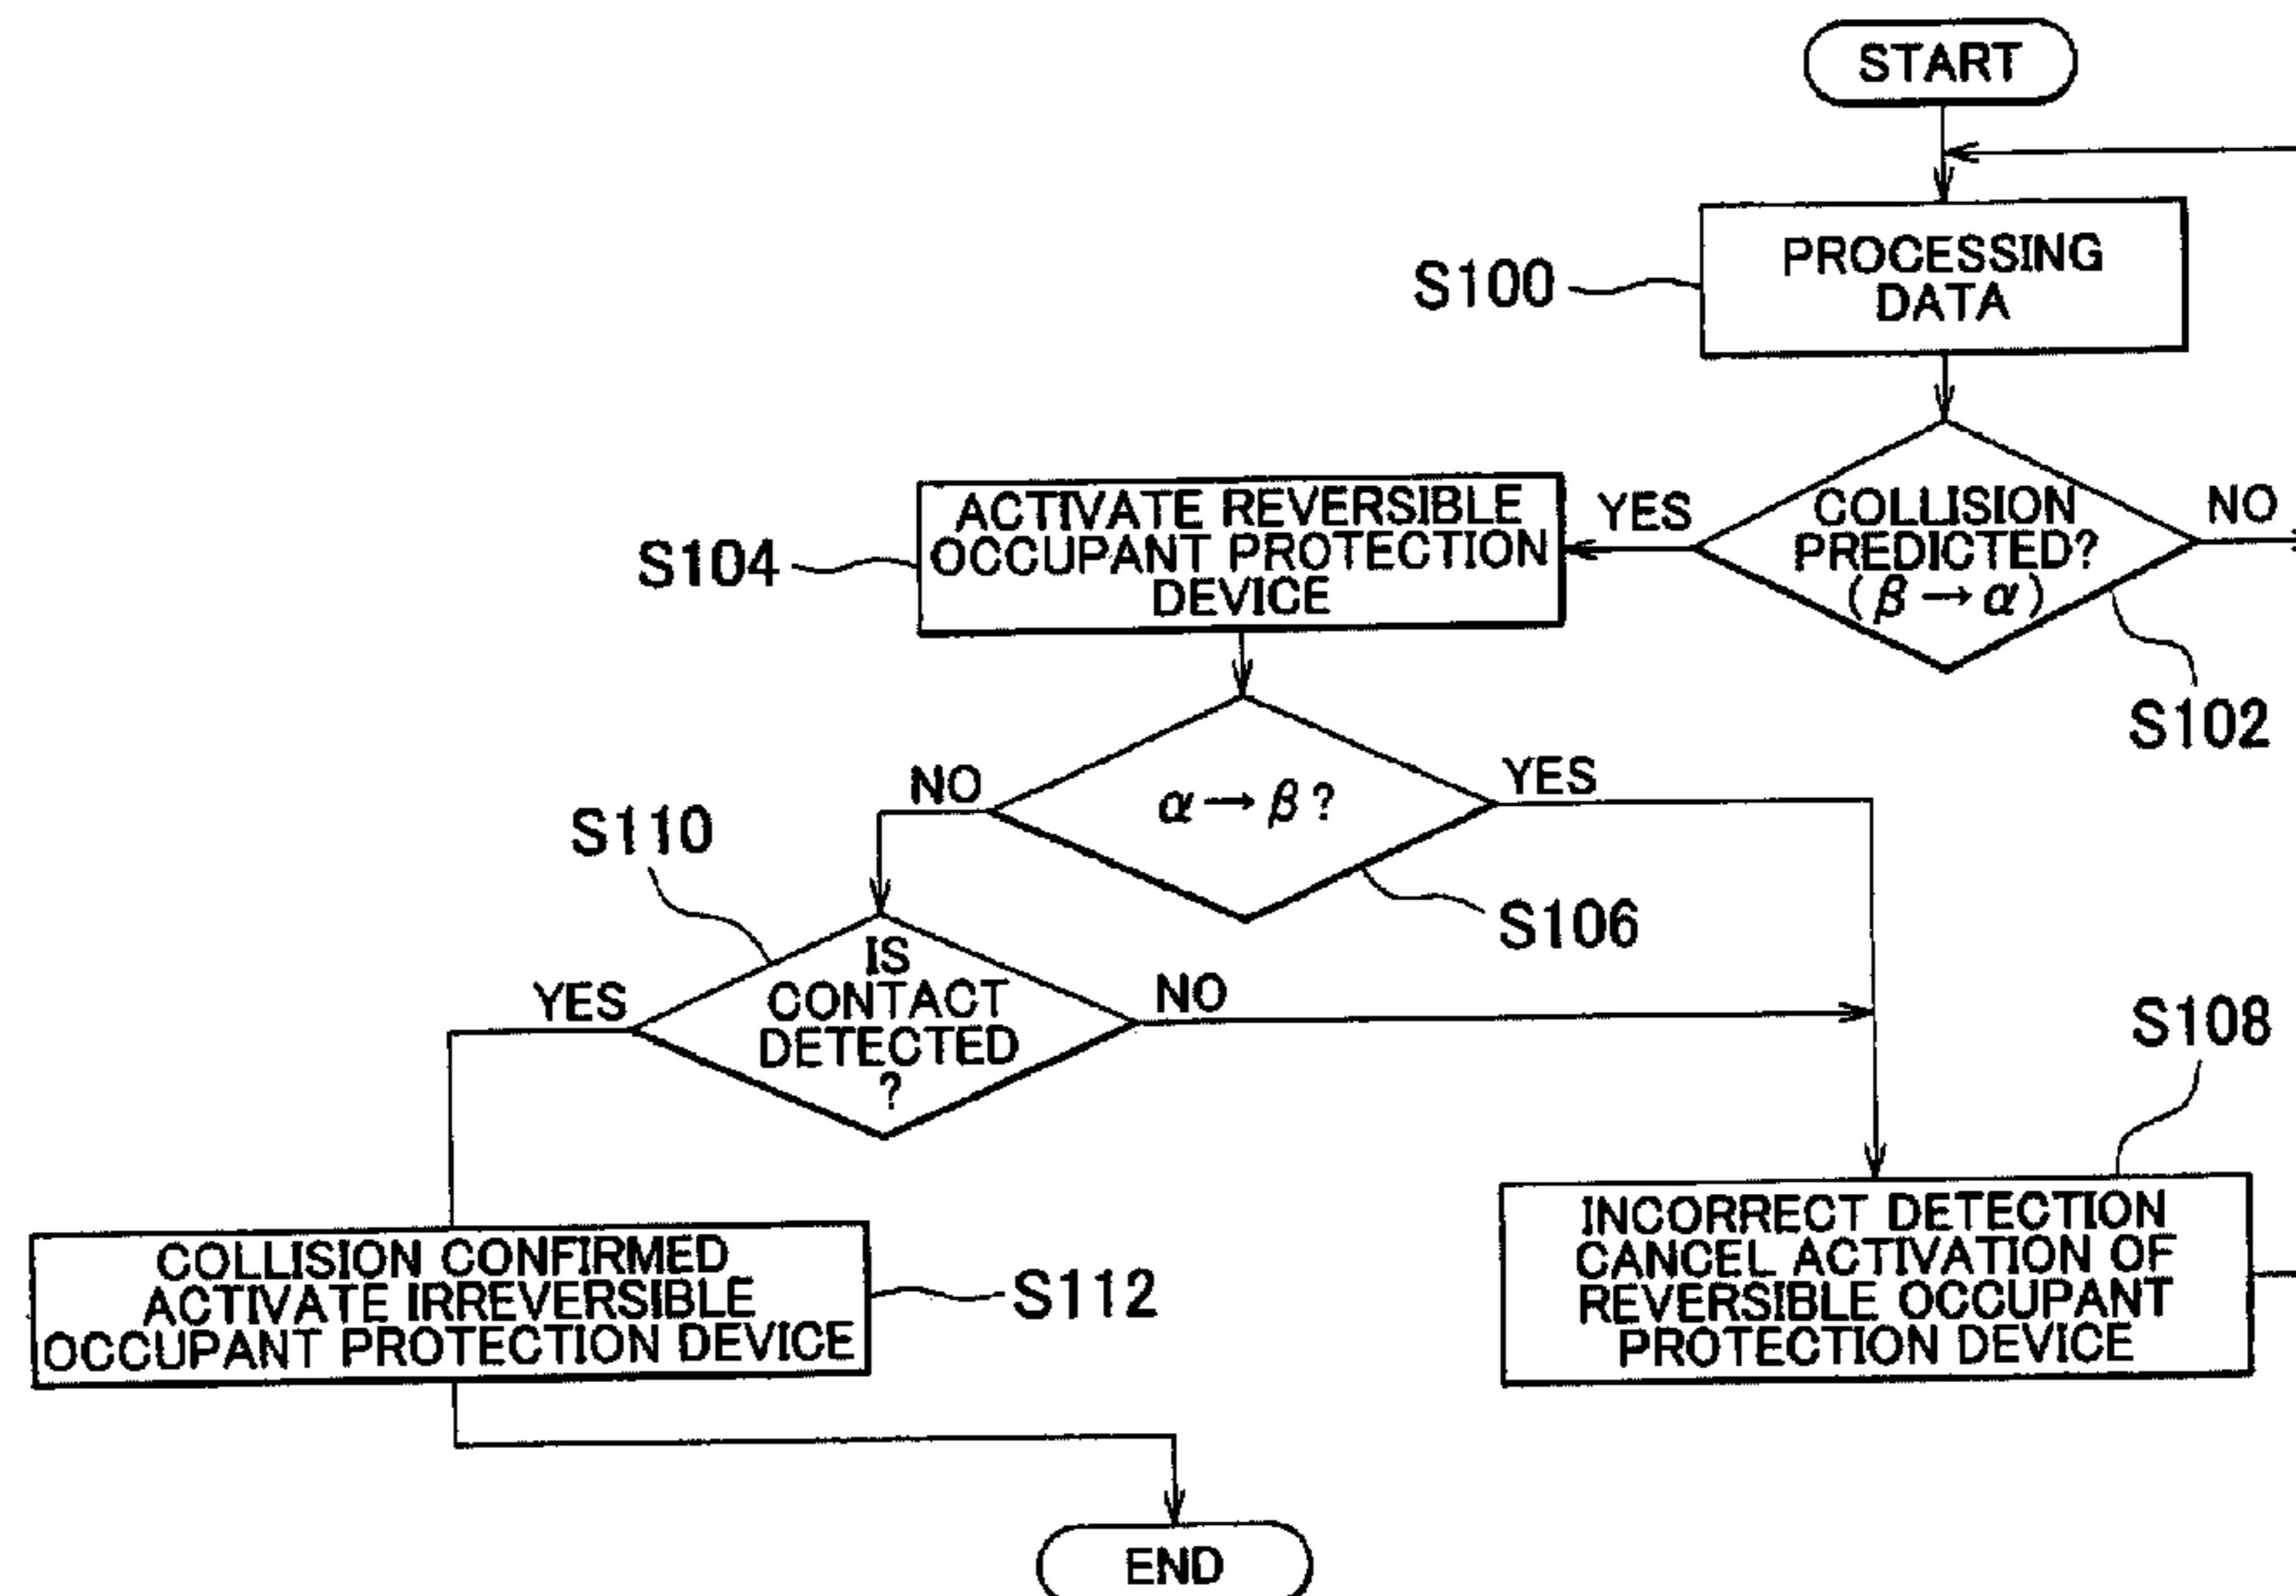 START
S100
PROCESSING
DATA
S104
ACTIVATE REVERSIBLE
OCCUPANT PROTECTION
DEVICE
YES
COLLISION
PREDICTED?
(β→α)
NO
S102
NO
α→β?
YES
S110
S106
YES
IS
CONTACT
DETECTED
?
NO
S108
COLLISION CONFIRMED
ACTIVATE IRREVERSIBLE
OCCUPANT PROTECTION DEVICE
S112
INCORRECT DETECTION
CANCEL ACTIVATION OF
REVERSIBLE OCCUPANT
PROTECTION DEVICE
END